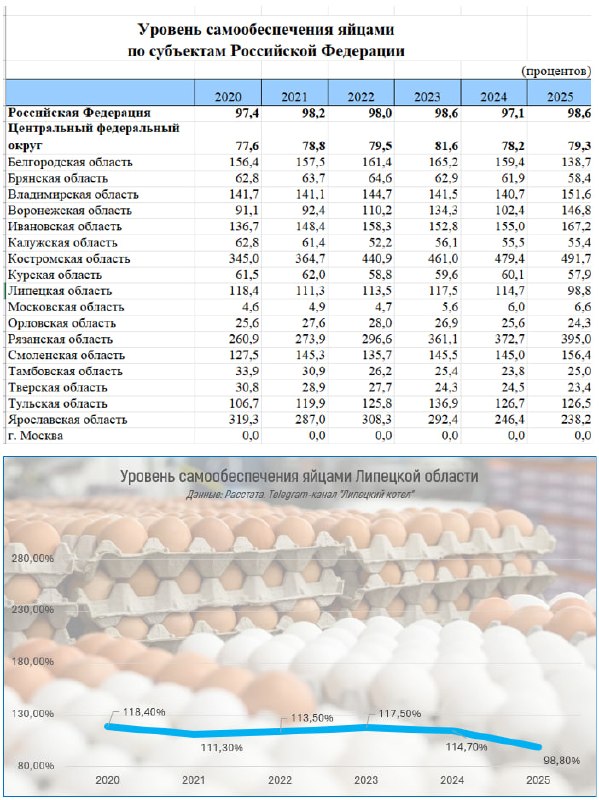 Уровень самообеспечения яйцами
по субъектам Российской Федерации
(процентов)
2020 2021 2022 2023 2024 2025
Российская Федерация 97,4 98,2 98,0 98,6 97,1 98,6
Центральный федеральный
округ 77,6 78,8 79,5 81,6 78,2 79,3
Белгородская область 156,4 157,5 161,4 165,2 159,4 138,7
Брянская область 62,8 63,7 64,6 62,9 61,9 58,4
Владимирская область 141,7 141,1 144,7 141,5 140,7 151,6
Воронежская область 91,1 92,4 110,2 134,3 102,4 146,8
Ивановская область 136,7 148,4 158,3 152,8 155,0 167,2
Калужская область 62,8 61,4 52,2 56,1 55,5 55,4
Костромская область 345,0 364,7 440,9 461,0 479,4 491,7
Курская область 61,5 62,0 58,8 59,6 60,1 57,9
Липецкая область 118,4 111,3 113,5 117,5 114,7 98,8
Московская область 4,6 4,9 4,7 5,6 6,0 6,6
Орловская область 25,6 27,6 28,0 26,9 25,6 24,3
Рязанская область 260,9 273,9 296,6 361,1 372,7 395,0
Смоленская область 127,5 145,3 135,7 145,5 145,0 156,4
Тамбовская область 33,9 30,9 26,2 25,4 23,8 25,0
Тверская область 30,8 28,9 27,7 24,3 24,5 23,4
Тульская область 106,7 119,9 125,8 136,9 126,7 126,5
Ярославская область 319,3 287,0 308,3 292,4 246,4 238,2
г. Москва 0,0 0,0 0,0 0,0 0,0 0,0
Уровень самообеспечения яйцами Липецкой области
Данные: Росстата. Telegram-канал "Липецкий котел"
280,00%
230,00%
180,00%
130,00%
80,00%
118,40% 111,30% 113,50% 117,50% 114,70% 98,80%
2020 2021 2022 2023 2024 2025